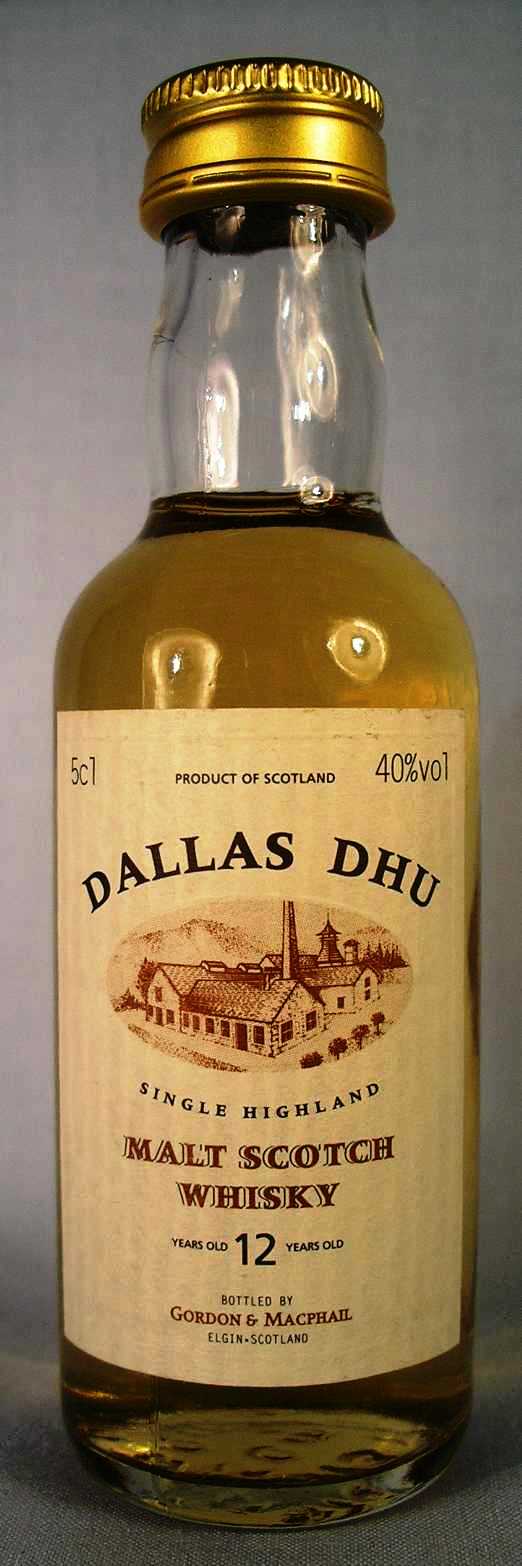 5cl
PRODUCT OF SCOTLAND
40%vol
DALLAS DHU
SINGLE HIGHLAND
MALT SCOTCH
WHISKY
YEARS OLD 12 YEARS OLD
BOTTLED BY
GORDON & MACPHAIL
ELGIN•SCOTLAND